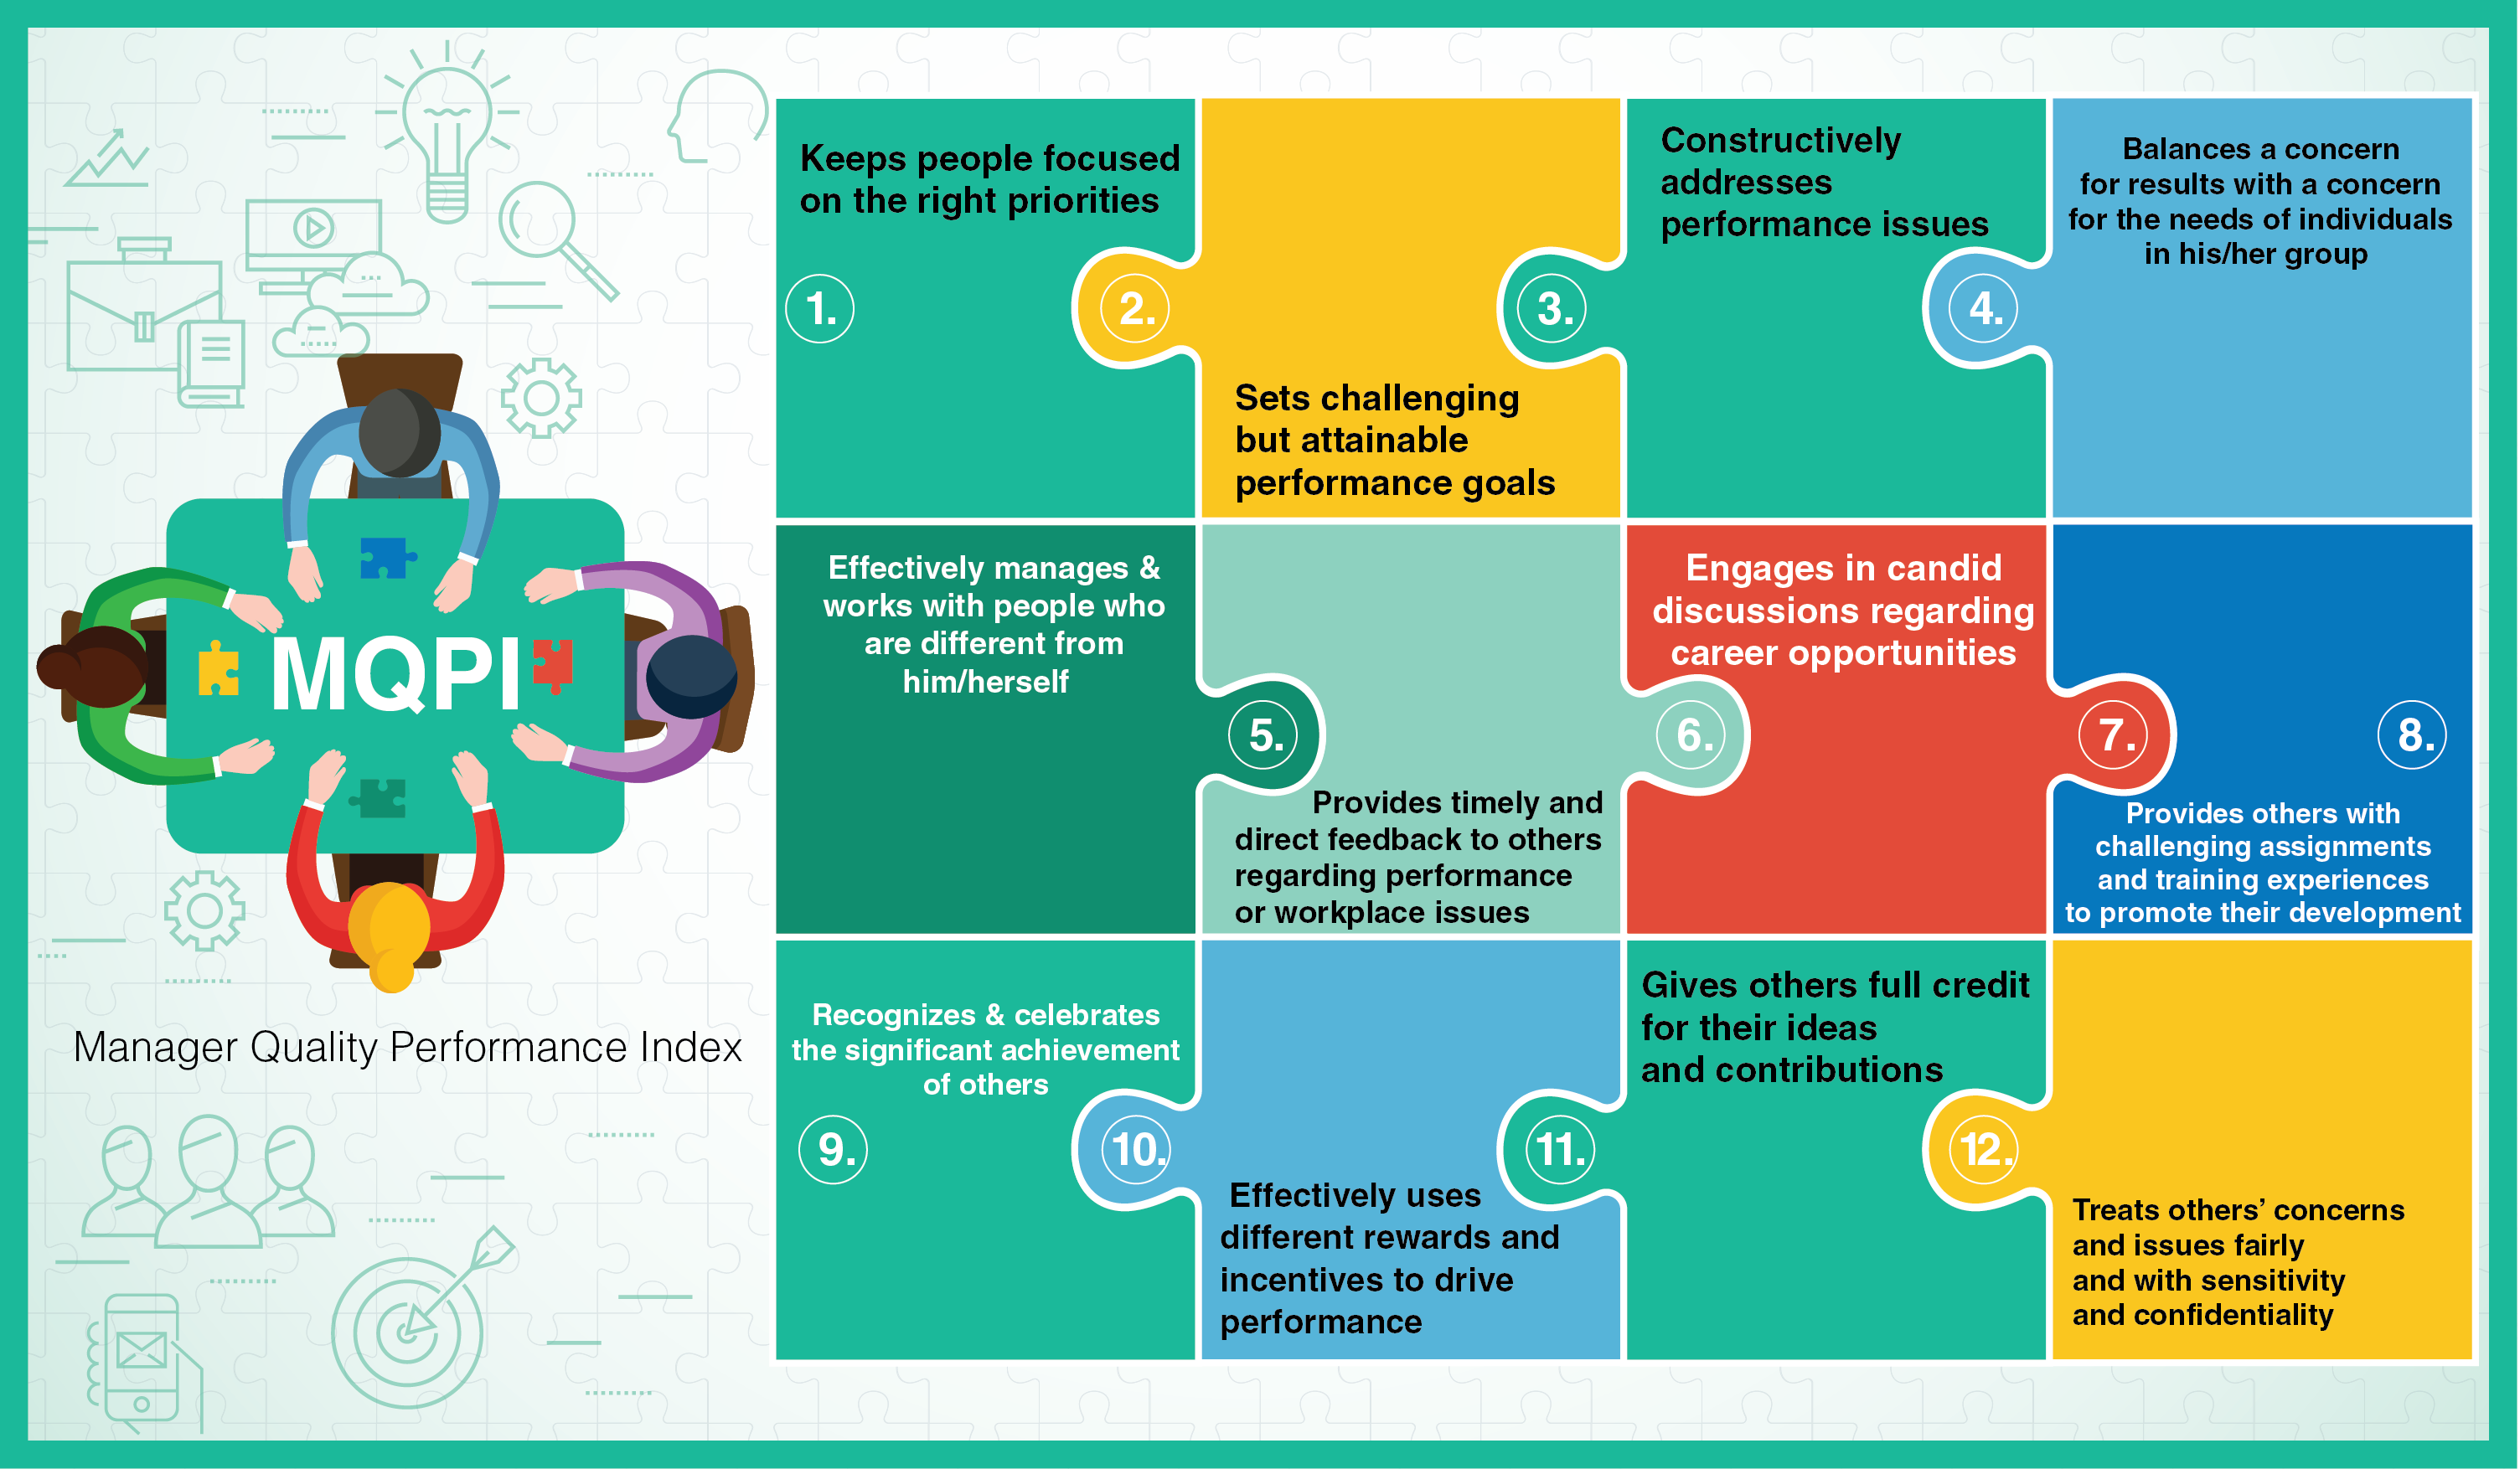 MQPI
Manager Quality Performance Index
1.
Keeps people focused
on the right priorities
2.
Sets challenging
but attainable
performance goals
3.
Constructively
addresses
performance issues
4.
Balances a concern
for results with a concern
for the needs of individuals
in his/her group
5.
Effectively manages &
works with people who
are different from
him/herself
6.
Provides timely and
direct feedback to others
regarding performance
or workplace issues
7.
Engages in candid
discussions regarding
career opportunities
8.
Provides others with
challenging assignments
and training experiences
to promote their development
9.
Recognizes & celebrates
the significant achievement
of others
10.
Effectively uses
different rewards and
incentives to drive
performance
11.
Gives others full credit
for their ideas
and contributions
12.
Treats others’ concerns
and issues fairly
and with sensitivity
and confidentiality